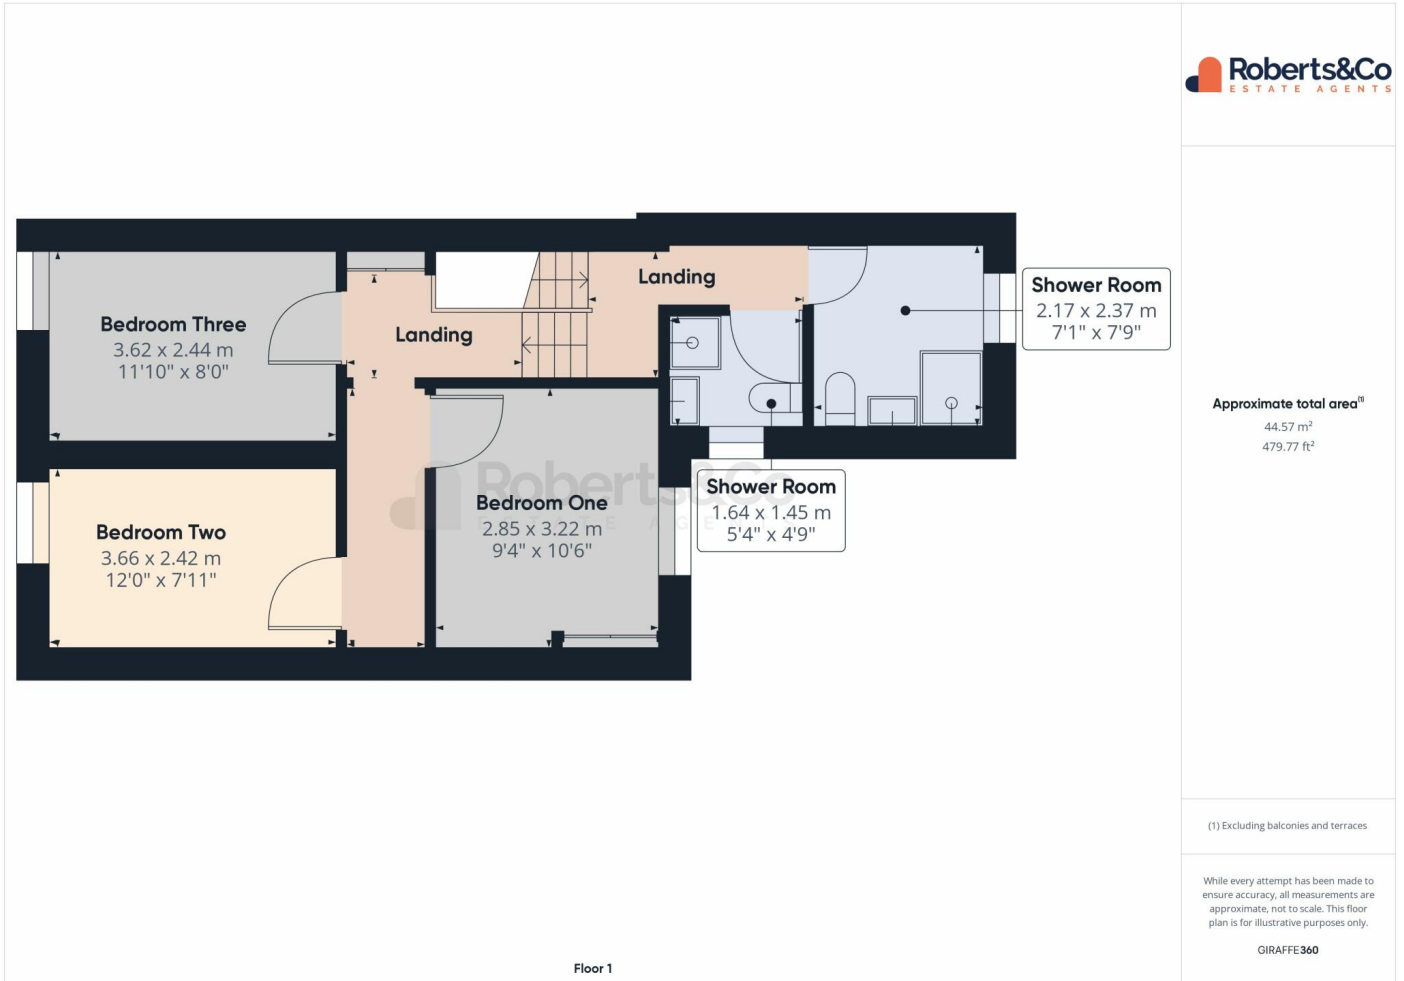 Roberts&Co
ESTATE AGENTS
Landing
Shower Room
2.17 x 2.37 m
7'1" x 7'9"
Bedroom Three
3.62 x 2.44 m
11'10" x 8'0"
Landing
Approximate total area(1)
44.57 m²
479.77 ft²
Roberts&Co
ESTATE AGENTS
Bedroom One
2.85 x 3.22 m
9'4" x 10'6"
Shower Room
1.64 x 1.45 m
5'4" x 4'9"
Bedroom Two
3.66 x 2.42 m
12'0" x 7'11"
(1) Excluding balconies and terraces
While every attempt has been made to
ensure accuracy, all measurements are
approximate, not to scale. This floor
plan is for illustrative purposes only.
GIRAFFE360
Floor 1